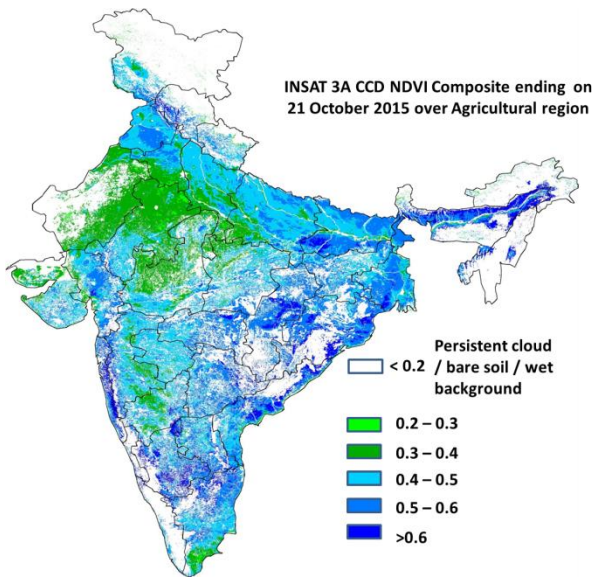 INSAT 3A CCD NDVI Composite ending on
21 October 2015 over Agricultural region
< 0.2 Persistent cloud
/ bare soil / wet
background
0.2 – 0.3
0.3 – 0.4
0.4 – 0.5
0.5 – 0.6
>0.6